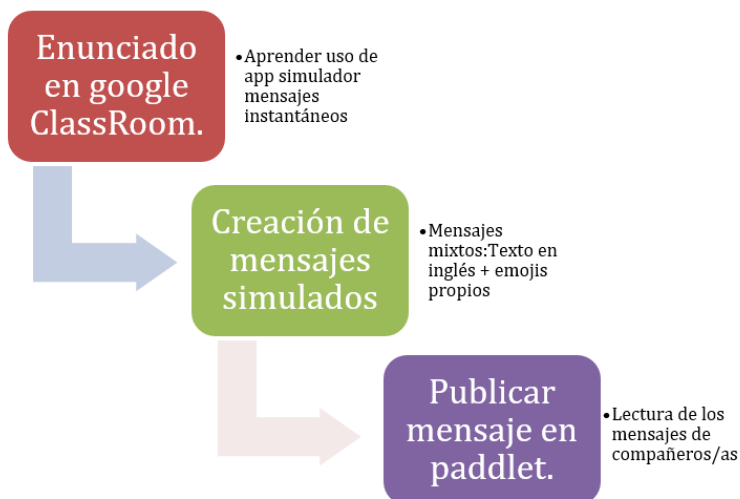 Enunciado
en google
ClassRoom.
•Aprender uso de
app simulador
mensajes
instantáneos
Creación de
mensajes
simulados
•Mensajes
mixtos:Texto en
inglés + emojis
propios
Publicar
mensaje en
paddlet.
•Lectura de los
mensajes de
compañeros/as